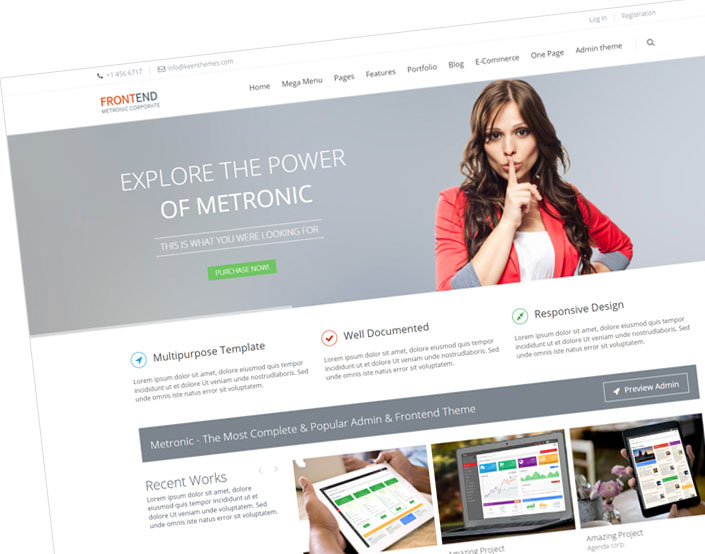 Log In | Registration
+1 456 6717 | info@keenthemes.com
FRONTEND
METRONIC CORPORATE
Home Mega Menu Pages Features Portfolio Blog E-Commerce One Page Admin theme
EXPLORE THE POWER
OF METRONIC
THIS IS WHAT YOU WERE LOOKING FOR
PURCHASE NOW!
Multipurpose Template
Lorem ipsum dolor sit amet, dolore eiusmod tempor
incididunt ut et dolore Ut veniam unde nostrudlaboris. Sed
unde omnis iste natus error sit voluptatem.
Well Documented
Lorem ipsum dolor sit amet, dolore eiusmod tempor
incididunt ut et dolore Ut veniam unde nostrudlaboris. Sed
unde omnis iste natus error sit voluptatem.
Responsive Design
Lorem ipsum dolor sit amet, dolore eiusmod tempor
incididunt ut et dolore Ut veniam unde nostrudlaboris. Sed
unde omnis iste natus error sit voluptatem.
Metronic - The Most Complete & Popular Admin & Frontend Theme
Preview Admin
Recent Works
Lorem ipsum dolor sit amet, dolore
eiusmod tempor incididunt ut et
dolore Ut veniam unde voluptatem.
Sed unde omnis iste natus error sit
voluptatem.
Amazing Project
Agenda corp.
Amazing Project